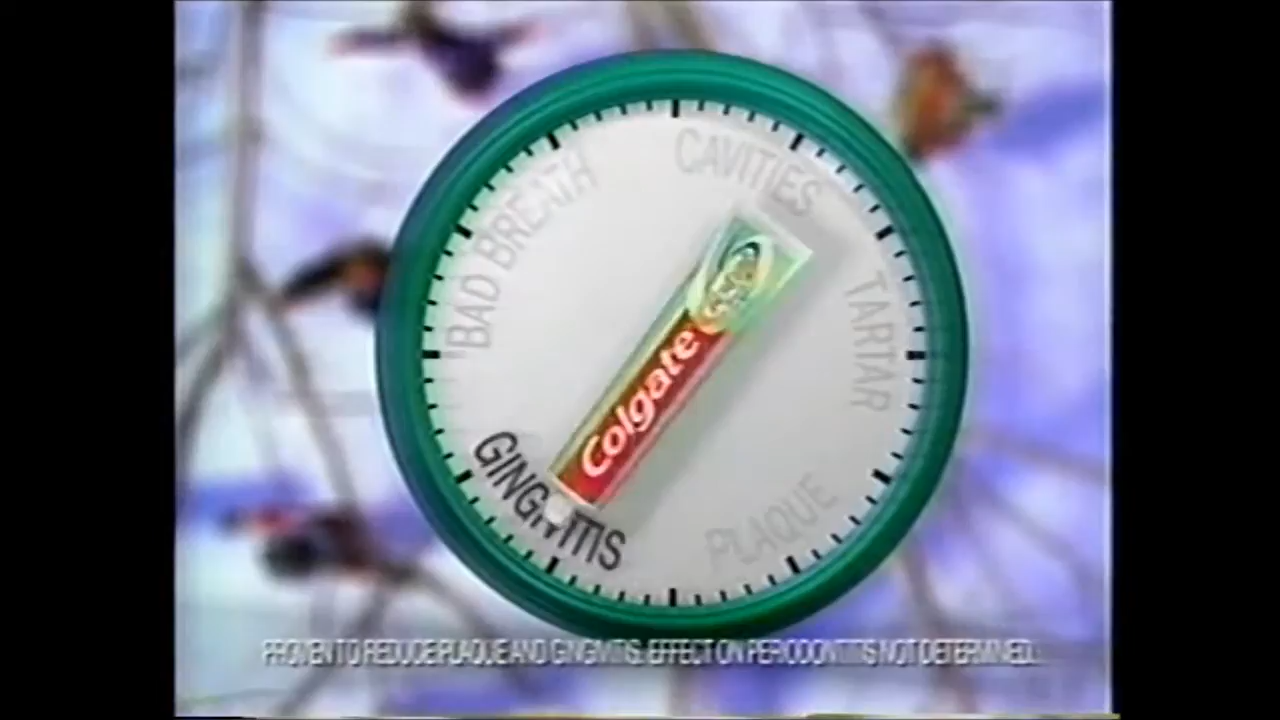 CAVITIES
BAD BREATH
TARTAR
Colgate
GINGIVITIS
PLAQUE
PROVEN TO REDUCE PLAQUE AND GINGIVITIS. EFFECT ON PERIODONTITIS NOT DETERMINED.